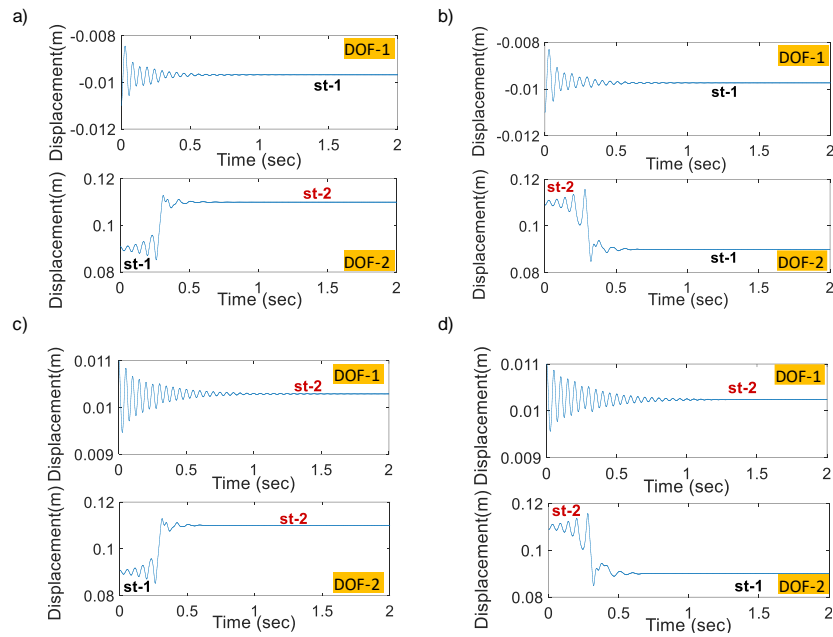 a)
Displacement(m)
-0.008
-0.01
-0.012
DOF-1
st-1
0 0.5 1 1.5 2
Time (sec)
Displacement(m)
0.12
0.1
0.08
st-1
st-2
DOF-2
0 0.5 1 1.5 2
Time (sec)
b)
Displacement(m)
-0.008
-0.01
-0.012
DOF-1
st-1
0 0.5 1 1.5 2
Time (sec)
Displacement(m)
0.12
0.1
0.08
st-2
st-1
DOF-2
0 0.5 1 1.5 2
Time (sec)
c)
Displacement(m)
0.011
0.01
0.009
DOF-1
st-2
0 0.5 1 1.5 2
Time (sec)
Displacement(m)
0.12
0.1
0.08
st-1
st-2
DOF-2
0 0.5 1 1.5 2
Time (sec)
d)
Displacement(m)
0.011
0.01
0.009
DOF-1
st-2
0 0.5 1 1.5 2
Time (sec)
Displacement(m)
0.12
0.1
0.08
st-2
st-1
DOF-2
0 0.5 1 1.5 2
Time (sec)